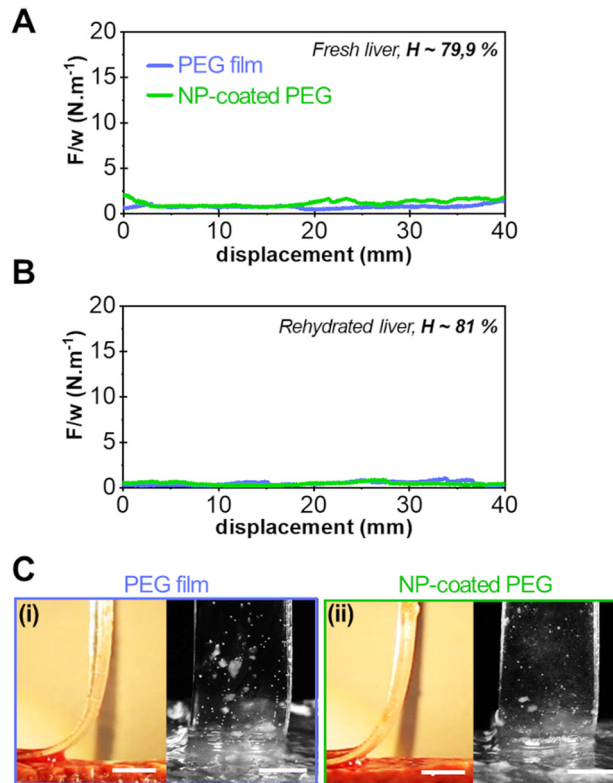 A
20
15
10
5
0
F/w (N.m⁻¹)
Fresh liver, H ~ 79,9 %
PEG film
NP-coated PEG
0 10 20 30 40
displacement (mm)
B
20
15
10
5
0
F/w (N.m⁻¹)
Rehydrated liver, H ~ 81 %
0 10 20 30 40
displacement (mm)
C
PEG film
NP-coated PEG
(i)
(ii)